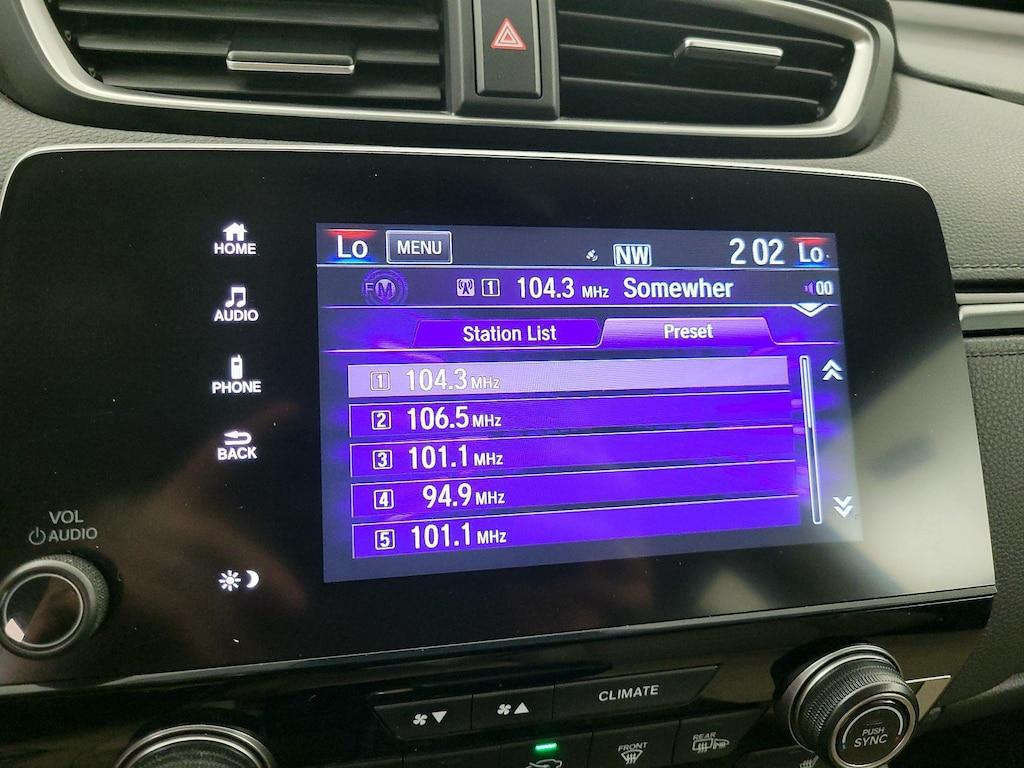 HOME
AUDIO
PHONE
BACK
VOL
AUDIO
Lo MENU NW 2 02 Lo
FM 1 104.3 MHz Somewher 00
Station List Preset
1 104.3 MHz
2 106.5 MHz
3 101.1 MHz
4 94.9 MHz
5 101.1 MHz
CLIMATE
FRONT
REAR
PUSH
SYNC